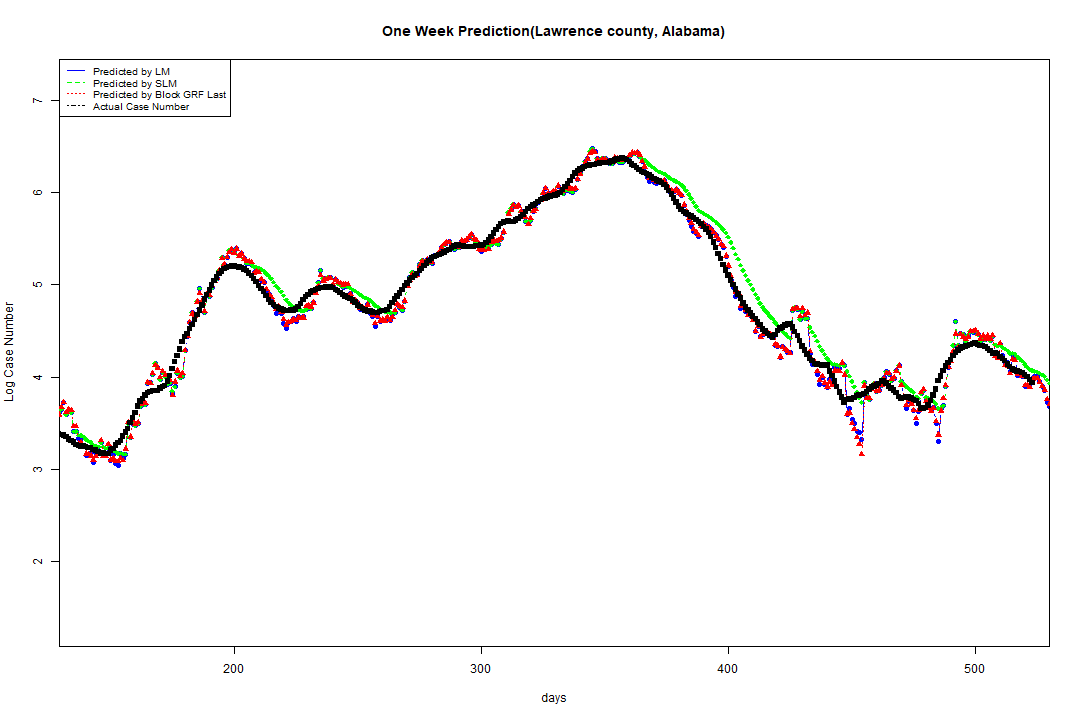 One Week Prediction(Lawrence county, Alabama)
Predicted by LM
Predicted by SLM
Predicted by Block GRF Last
Actual Case Number
7
6
5
4
3
2
Log Case Number
200 300 400 500
days